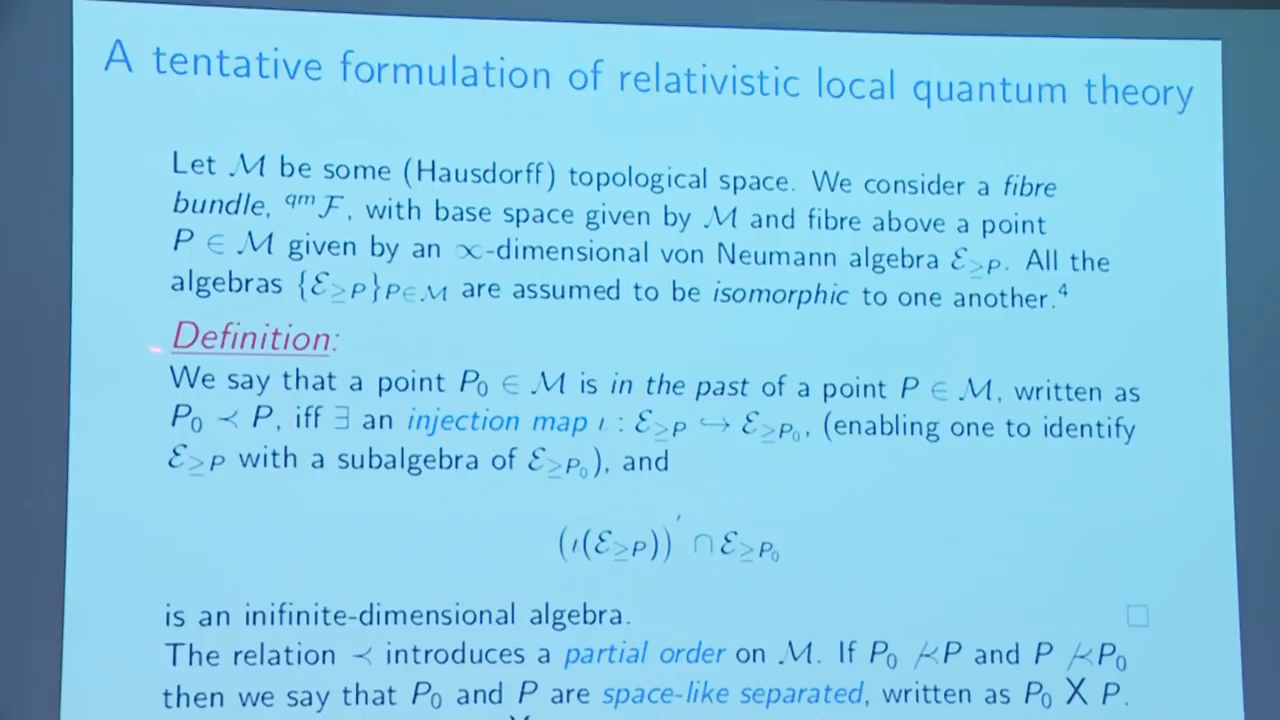 A tentative formulation of relativistic local quantum theory
Let ℳ be some (Hausdorff) topological space. We consider a fibre
bundle, ^{qm}ℱ, with base space given by ℳ and fibre above a point
P ∈ ℳ given by an ∞-dimensional von Neumann algebra ℰ_{≥P}. All the
algebras {ℰ_{≥P}}_{P∈ℳ} are assumed to be isomorphic to one another.⁴
Definition:
We say that a point P₀ ∈ ℳ is in the past of a point P ∈ ℳ, written as
P₀ ≺ P, iff ∃ an injection map ι : ℰ_{≥P} ↪ ℰ_{≥P₀}, (enabling one to identify
ℰ_{≥P} with a subalgebra of ℰ_{≥P₀}), and
(ι(ℰ_{≥P}))′ ∩ ℰ_{≥P₀}
is an inifinite-dimensional algebra. □
The relation ≺ introduces a partial order on ℳ. If P₀ ⊀ P and P ⊀ P₀
then we say that P₀ and P are space-like separated, written as P₀ X P.